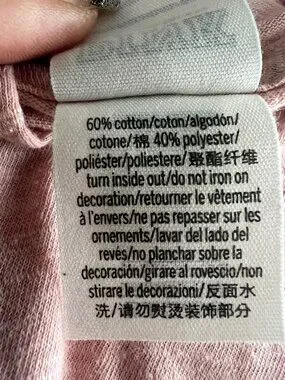 60% cotton/coton/algodón/
cotone/棉 40% polyester/
poliéster/poliestere/聚酯纤维
turn inside out/do not iron on
decoration/retourner le vêtement
à l'envers/ne pas repasser sur les
ornements/lavar del lado del
revés/no planchar sobre la
decoración/girare al rovescio/non
stirare le decorazioni/反面水
洗/请勿熨烫装饰部分